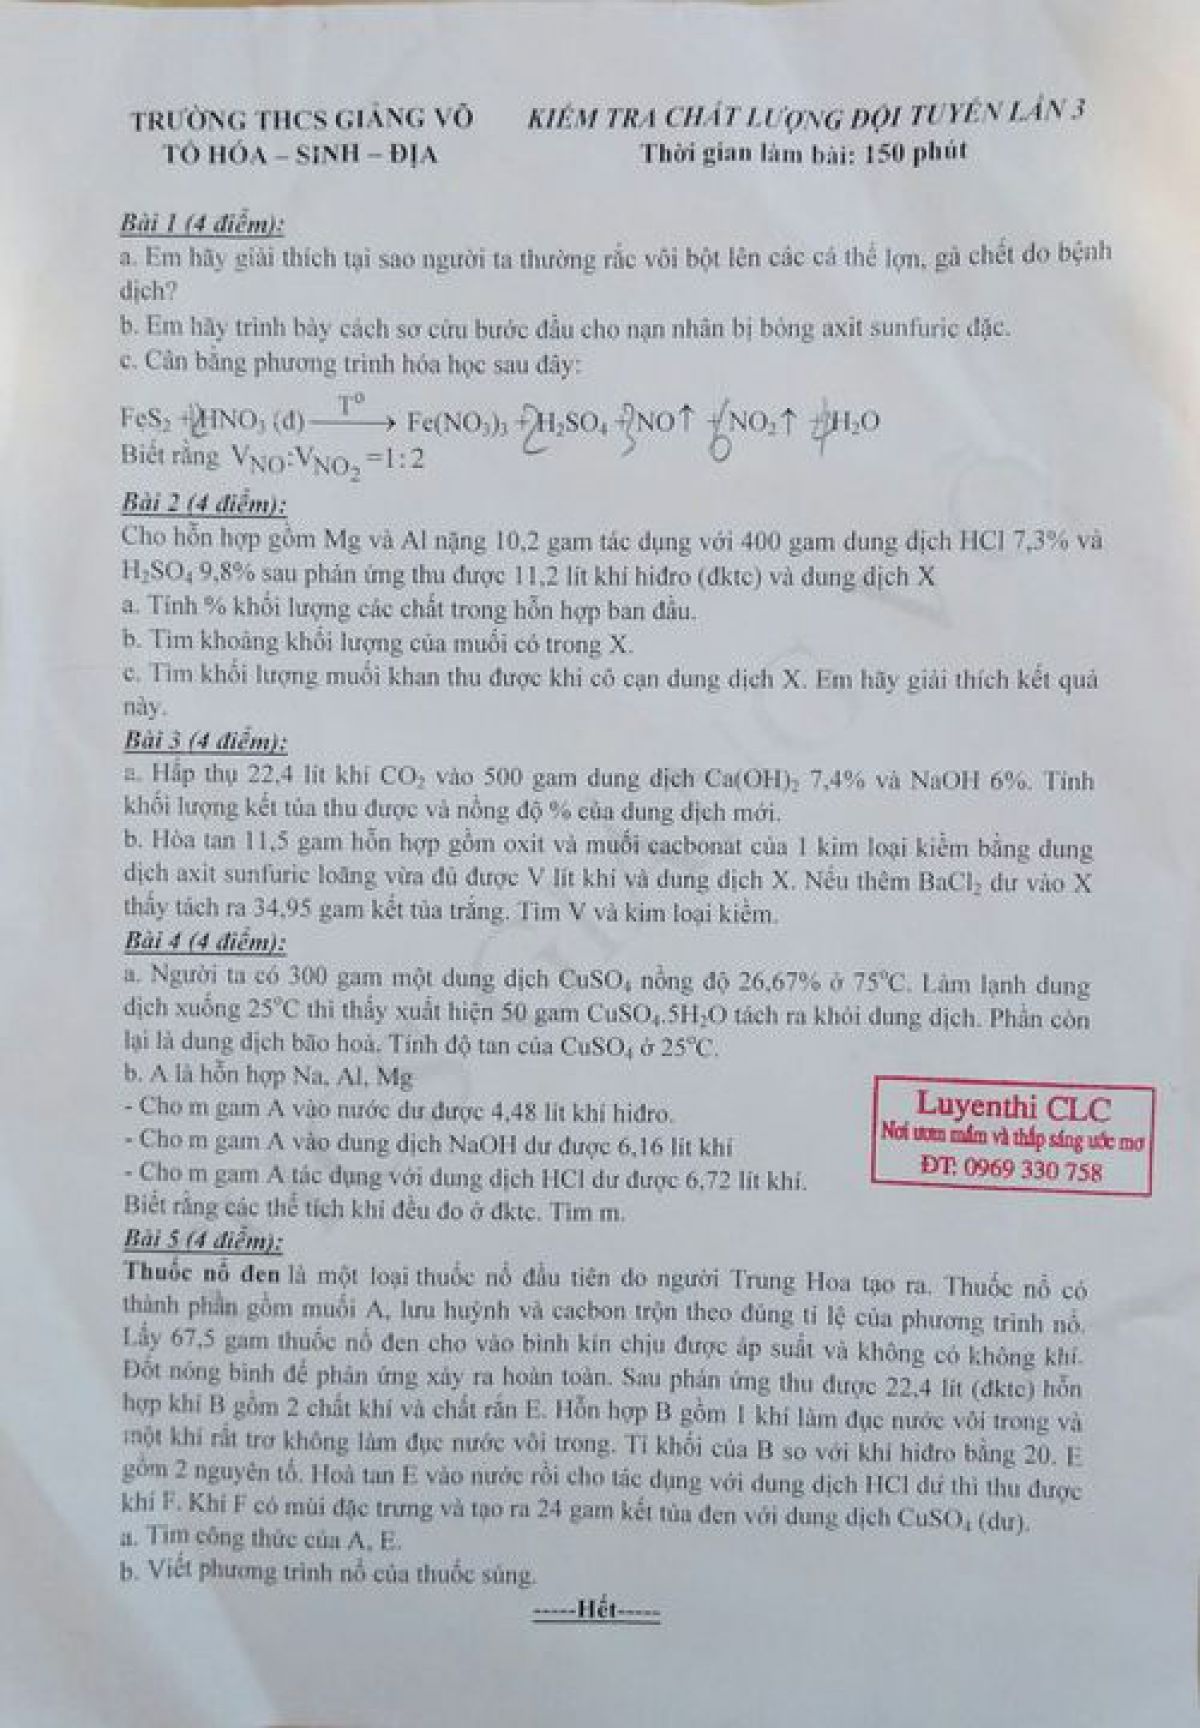 TRƯỜNG THCS GIẢNG VÕ
KIỂM TRA CHẤT LƯỢNG ĐỘI TUYỂN LẦN 3
TỔ HÓA – SINH – ĐỊA
Thời gian làm bài: 150 phút
Bài 1 (4 điểm):
a. Em hãy giải thích tại sao người ta thường rắc vôi bột lên các cá thể lợn, gà chết do bệnh
dịch?
b. Em hãy trình bày cách sơ cứu bước đầu cho nạn nhân bị bỏng axit sunfuric đặc.
c. Cân bằng phương trình hóa học sau đây:
FeS₂ + HNO₃ (đ) —T⁰→ Fe(NO₃)₃ + 2H₂SO₄ + 3NO↑ + 6NO₂↑ + H₂O
Biết rằng V_NO:V_NO₂ =1: 2
Bài 2 (4 điểm):
Cho hỗn hợp gồm Mg và Al nặng 10,2 gam tác dụng với 400 gam dung dịch HCl 7,3% và
H₂SO₄ 9,8% sau phản ứng thu được 11,2 lít khí hiđro (đktc) và dung dịch X
a. Tính % khối lượng các chất trong hỗn hợp ban đầu.
b. Tìm khoảng khối lượng của muối có trong X.
c. Tìm khối lượng muối khan thu được khi cô cạn dung dịch X. Em hãy giải thích kết quả
này.
Bài 3 (4 điểm):
a. Hấp thụ 22,4 lít khí CO₂ vào 500 gam dung dịch Ca(OH)₂ 7,4% và NaOH 6%. Tính
khối lượng kết tủa thu được và nồng độ % của dung dịch mới.
b. Hòa tan 11,5 gam hỗn hợp gồm oxit và muối cacbonat của 1 kim loại kiềm bằng dung
dịch axit sunfuric loãng vừa đủ được V lít khí và dung dịch X. Nếu thêm BaCl₂ dư vào X
thấy tách ra 34,95 gam kết tủa trắng. Tìm V và kim loại kiềm.
Bài 4 (4 điểm):
a. Người ta có 300 gam một dung dịch CuSO₄ nồng độ 26,67% ở 75⁰C. Làm lạnh dung
dịch xuống 25⁰C thì thấy xuất hiện 50 gam CuSO₄.5H₂O tách ra khỏi dung dịch. Phần còn
lại là dung dịch bão hoà. Tính độ tan của CuSO₄ ở 25⁰C.
b. A là hỗn hợp Na, Al, Mg
- Cho m gam A vào nước dư được 4,48 lít khí hiđro.
- Cho m gam A vào dung dịch NaOH dư được 6,16 lít khí
- Cho m gam A tác dụng với dung dịch HCl dư được 6,72 lít khí.
Biết rằng các thể tích khí đều đo ở đktc. Tìm m.
Luyenthi CLC
Nơi ươm mầm và thắp sáng ước mơ
ĐT: 0969 330 758
Bài 5 (4 điểm):
Thuốc nổ đen là một loại thuốc nổ đầu tiên do người Trung Hoa tạo ra. Thuốc nổ có
thành phần gồm muối A, lưu huỳnh và cacbon trộn theo đúng tỉ lệ của phương trình nổ.
Lấy 67,5 gam thuốc nổ đen cho vào bình kín chịu được áp suất và không có không khí.
Đốt nóng bình để phản ứng xảy ra hoàn toàn. Sau phản ứng thu được 22,4 lít (đktc) hỗn
hợp khí B gồm 2 chất khí và chất rắn E. Hỗn hợp B gồm 1 khí làm đục nước vôi trong và
một khí rất trơ không làm đục nước vôi trong. Tỉ khối của B so với khí hiđro bằng 20. E
gồm 2 nguyên tố. Hoà tan E vào nước rồi cho tác dụng với dung dịch HCl dư thì thu được
khí F. Khí F có mùi đặc trưng và tạo ra 24 gam kết tủa đen với dung dịch CuSO₄ (dư).
a. Tìm công thức của A, E.
b. Viết phương trình nổ của thuốc súng.
-----Hết-----